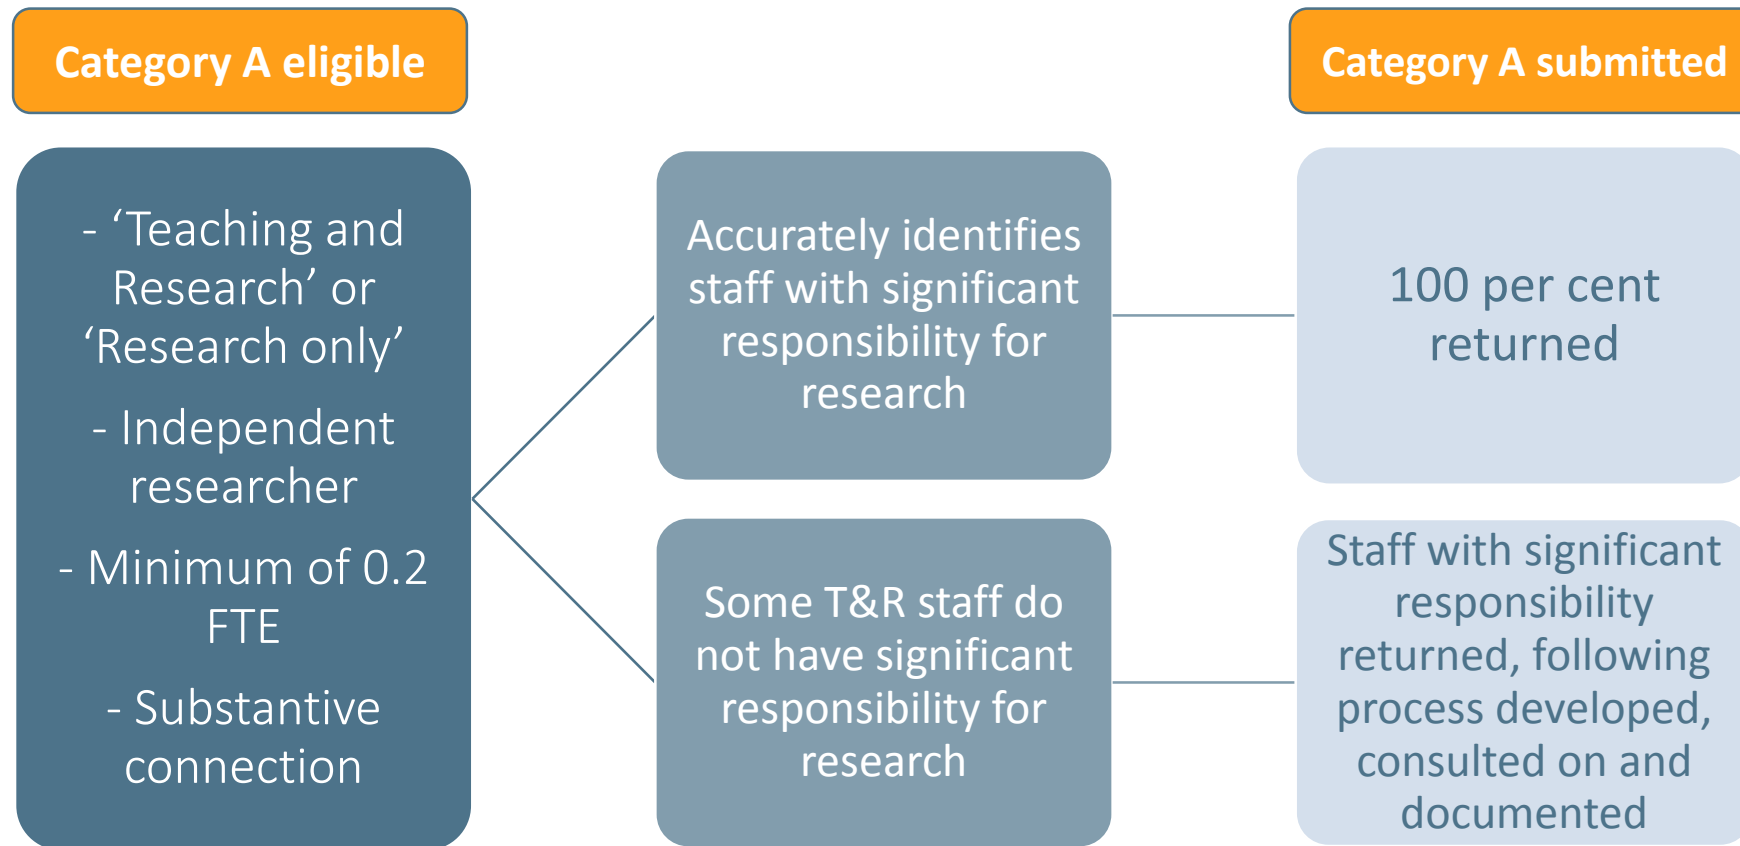 Category A eligible
Category A submitted
- ‘Teaching and
Research’ or
‘Research only’
- Independent
researcher
- Minimum of 0.2
FTE
- Substantive
connection
Accurately identifies
staff with significant
responsibility for
research
100 per cent
returned
Some T&R staff do
not have significant
responsibility for
research
Staff with significant
responsibility
returned, following
process developed,
consulted on and
documented